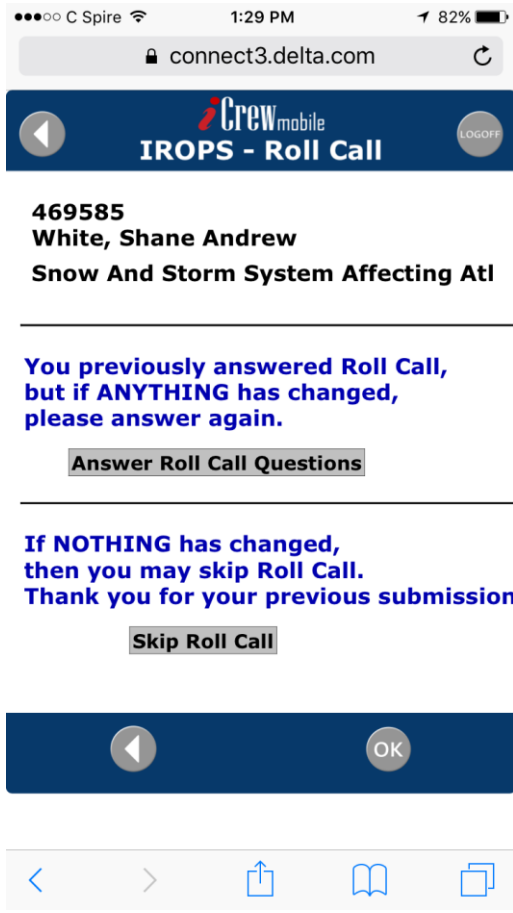 C Spire 1:29 PM 82%
connect3.delta.com
iCrew mobile
IROPS - Roll Call
LOGOFF
469585
White, Shane Andrew
Snow And Storm System Affecting Atl
You previously answered Roll Call,
but if ANYTHING has changed,
please answer again.
Answer Roll Call Questions
If NOTHING has changed,
then you may skip Roll Call.
Thank you for your previous submission
Skip Roll Call
OK